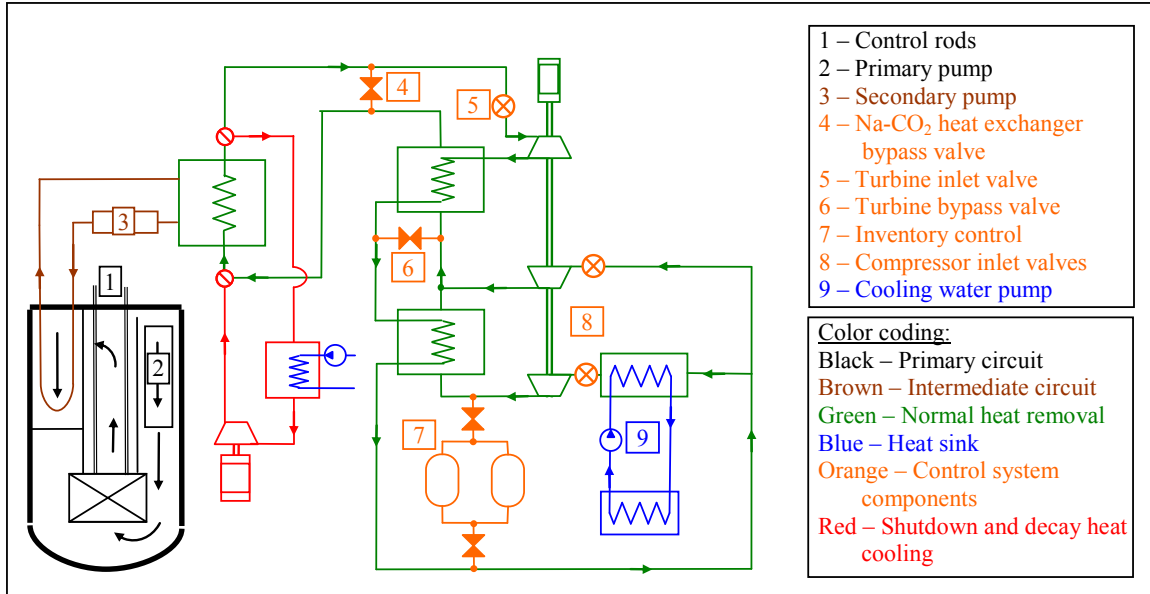 1
2
3
4
5
6
7
8
9
1 – Control rods
2 – Primary pump
3 – Secondary pump
4 – Na-CO₂ heat exchanger
bypass valve
5 – Turbine inlet valve
6 – Turbine bypass valve
7 – Inventory control
8 – Compressor inlet valves
9 – Cooling water pump
Color coding:
Black – Primary circuit
Brown – Intermediate circuit
Green – Normal heat removal
Blue – Heat sink
Orange – Control system
components
Red – Shutdown and decay heat
cooling